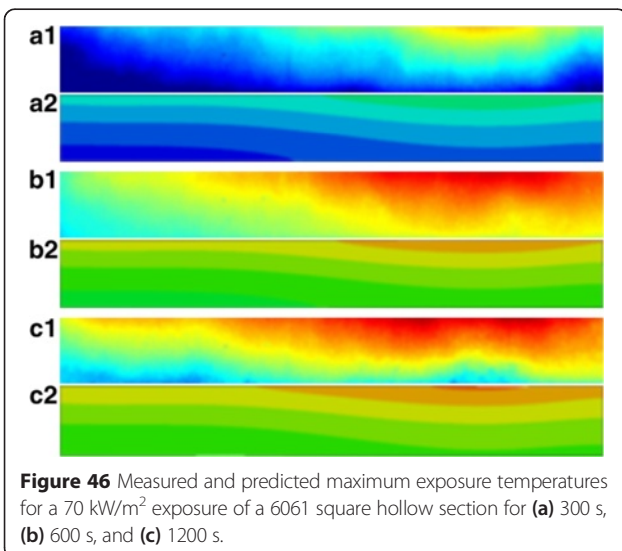 a1
a2
b1
b2
c1
c2
Figure 46 Measured and predicted maximum exposure temperatures
for a 70 kW/m² exposure of a 6061 square hollow section for (a) 300 s,
(b) 600 s, and (c) 1200 s.